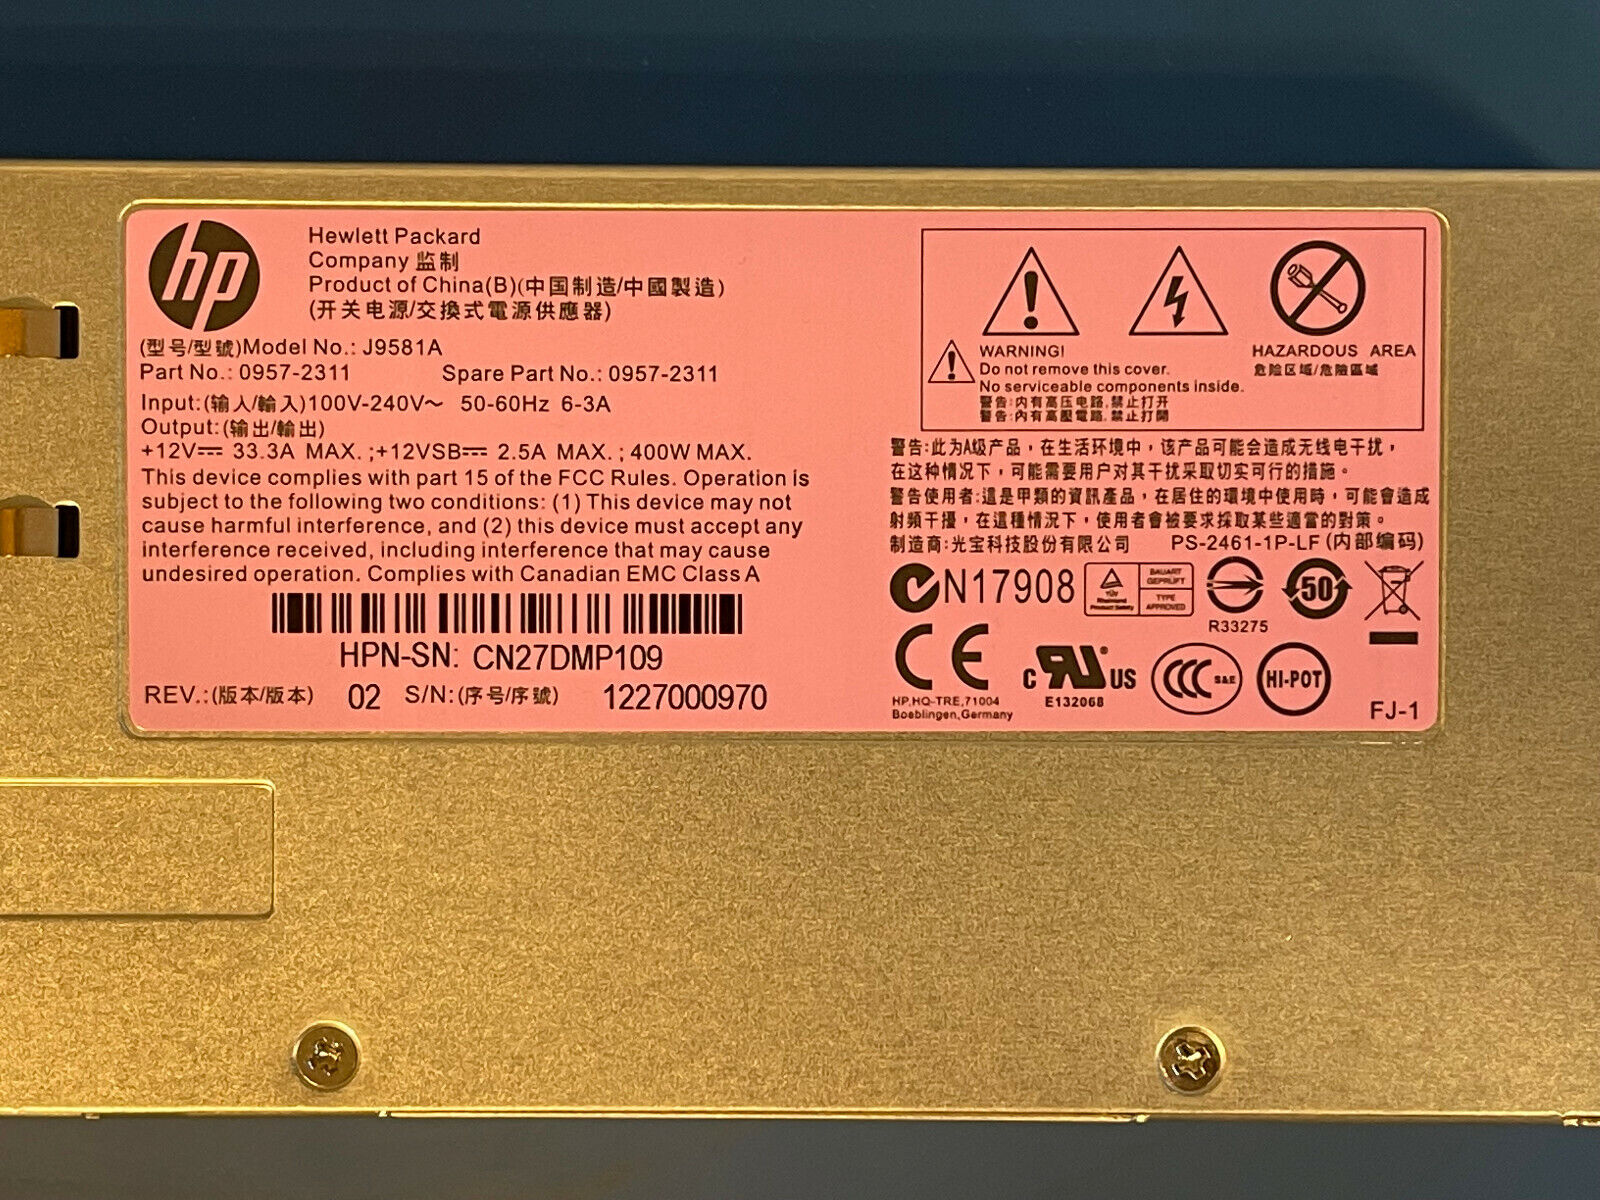 hp
Hewlett Packard
Company 监制
Product of China(B)(中国制造/中國製造)
(开关电源/交換式電源供應器)
(型号/型號)Model No.: J9581A
Part No.: 0957-2311 Spare Part No.: 0957-2311
Input:(输入/輸入)100V-240V～ 50-60Hz 6-3A
Output:(输出/輸出)
+12V⎓ 33.3A MAX. ;+12VSB⎓ 2.5A MAX. ; 400W MAX.
This device complies with part 15 of the FCC Rules. Operation is
subject to the following two conditions: (1) This device may not
cause harmful interference, and (2) this device must accept any
interference received, including interference that may cause
undesired operation. Complies with Canadian EMC Class A
HPN-SN: CN27DMP109
REV.:(版本/版本) 02 S/N:(序号/序號) 1227000970
WARNING!
Do not remove this cover.
No serviceable components inside.
警告:内有高压电路,禁止打开
警告:內有高壓電路,禁止打開
HAZARDOUS AREA
危险区域/危險區域
警告:此为A级产品，在生活环境中，该产品可能会造成无线电干扰，
在这种情况下，可能需要用户对其干扰采取切实可行的措施。
警告使用者:這是甲類的資訊產品，在居住的環境中使用時，可能會造成
射頻干擾，在這種情況下，使用者會被要求採取某些適當的對策。
制造商:光宝科技股份有限公司 PS-2461-1P-LF (内部编码)
N17908
TÜV
Rheinland
Product Safety
BAUART
GEPRÜFT
TYPE
APPROVED
R33275
50
CE
HP,HQ-TRE,71004
Boeblingen,Germany
c RU US
E132068
CCC S&E
HI-POT
FJ-1